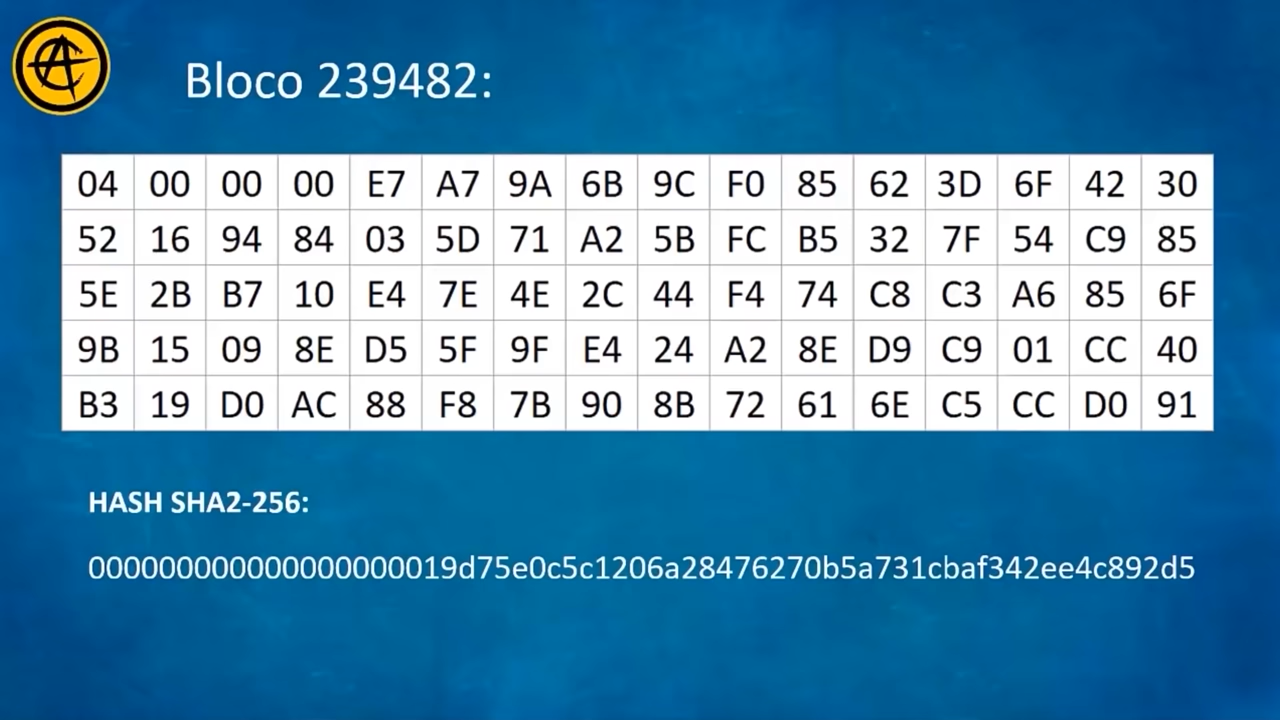 Bloco 239482:
04 00 00 00 E7 A7 9A 6B 9C F0 85 62 3D 6F 42 30
52 16 94 84 03 5D 71 A2 5B FC B5 32 7F 54 C9 85
5E 2B B7 10 E4 7E 4E 2C 44 F4 74 C8 C3 A6 85 6F
9B 15 09 8E D5 5F 9F E4 24 A2 8E D9 C9 01 CC 40
B3 19 D0 AC 88 F8 7B 90 8B 72 61 6E C5 CC D0 91
HASH SHA2-256:
00000000000000000000019d75e0c5c1206a28476270b5a731cbaf342ee4c892d5